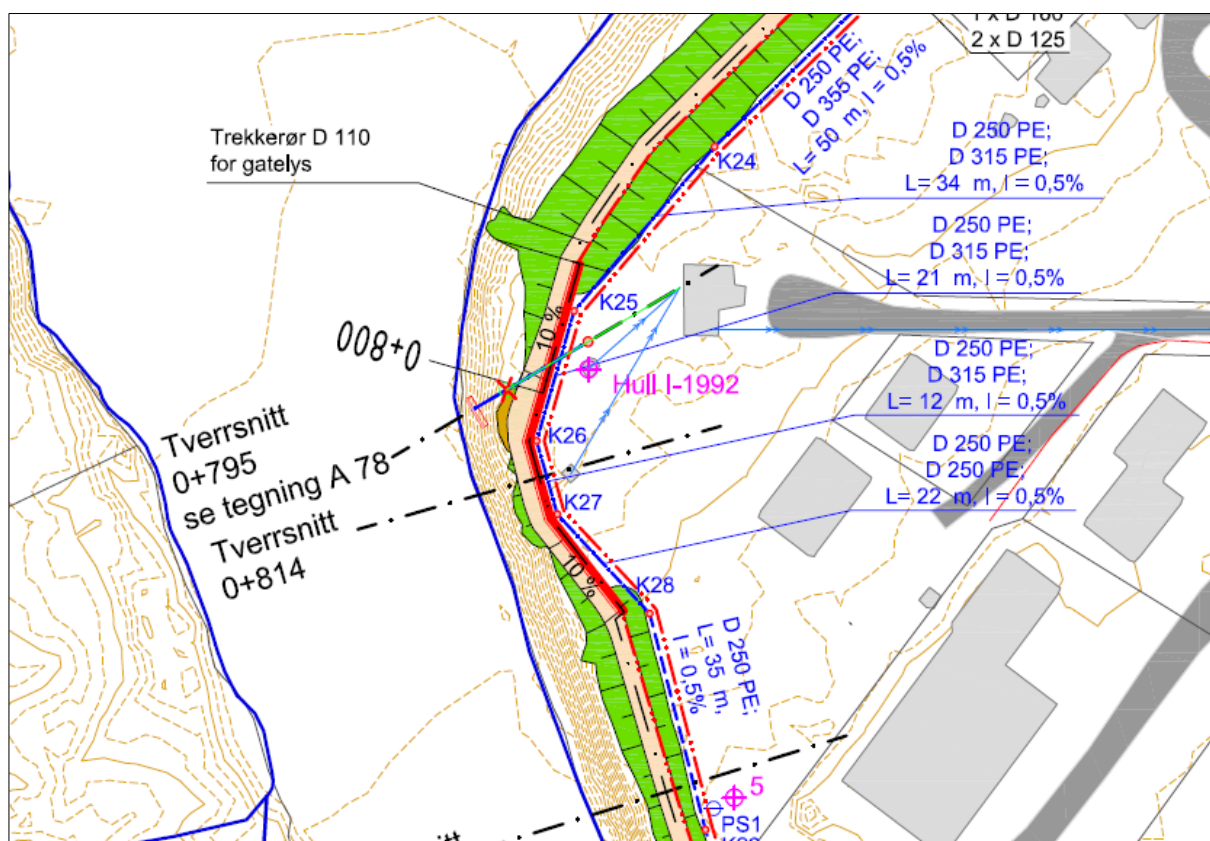 1 x D 160
2 x D 125
D 250 PE;
D 355 PE;
L= 50 m, I = 0,5%
Trekkerør D 110
for gatelys
K24
D 250 PE;
D 315 PE;
L= 34 m, I = 0,5%
D 250 PE;
D 315 PE;
L= 21 m, I = 0,5%
K25
10 %
0+800
Hull I-1992
D 250 PE;
D 315 PE;
L= 12 m, I = 0,5%
Tverrsnitt
0+795
se tegning A 78
K26
D 250 PE;
D 250 PE;
L= 22 m, I = 0,5%
K27
Tverrsnitt
0+814
10 %
K28
D 250 PE;
L= 35 m,
I = 0,5%
5
PS1